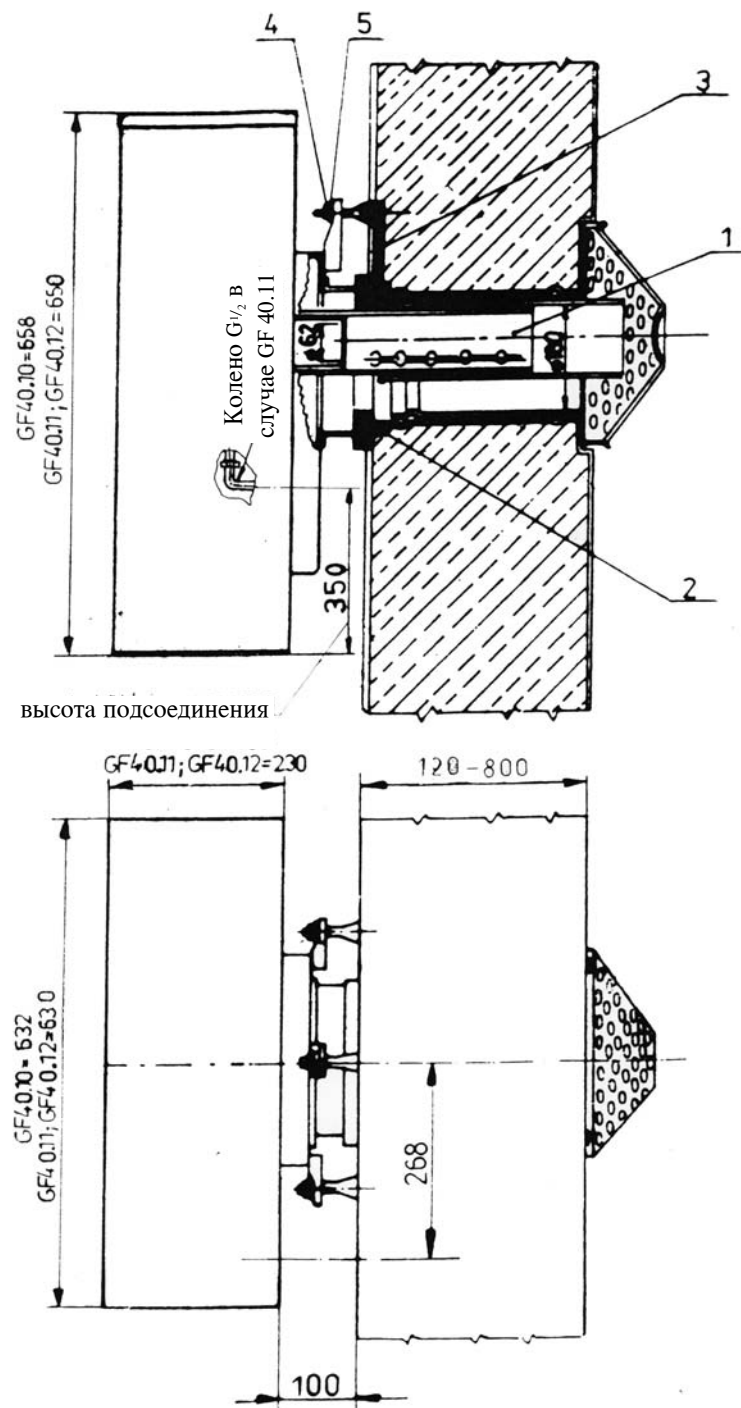 4 5
3
1
2
GF40.10=658
GF40.11; GF40.12=650
Колено G1/2 в
случае GF 40.11
62
350
высота подсоединения
GF40.11; GF40.12=230
120-800
GF40.10=632
GF40.11; GF40.12=630
268
100